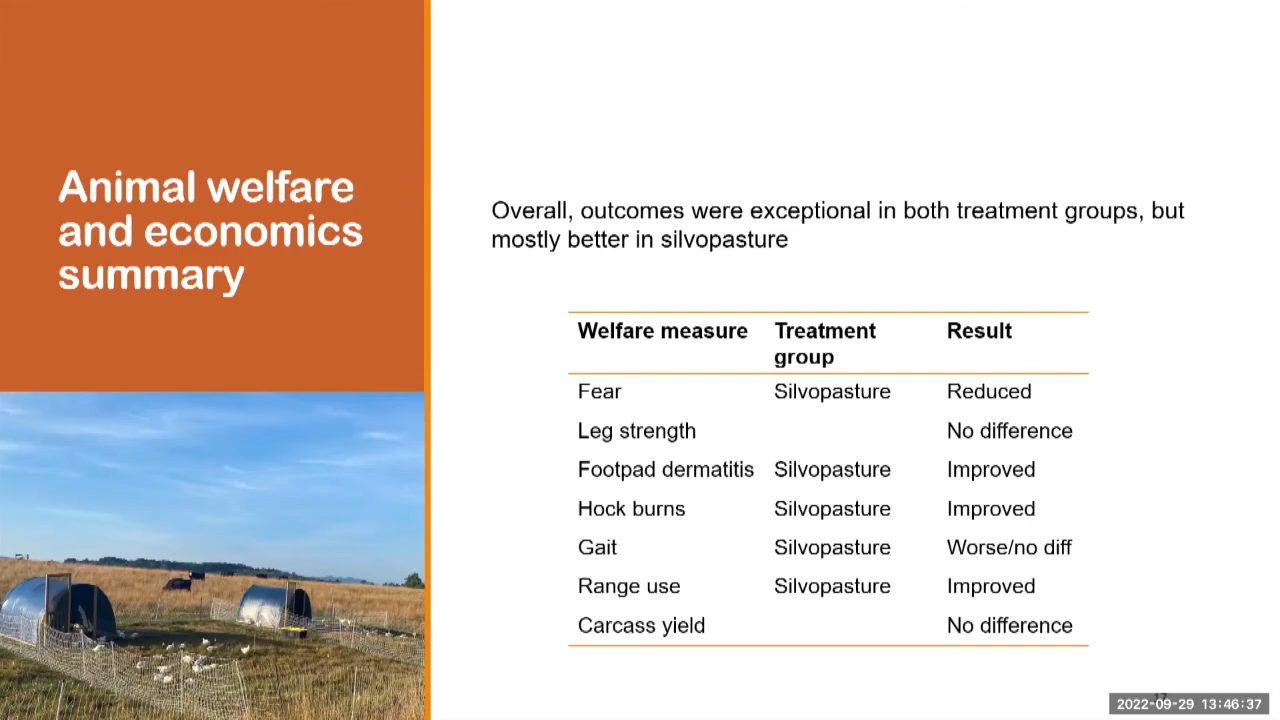 Animal welfare
and economics
summary
Overall, outcomes were exceptional in both treatment groups, but
mostly better in silvopasture
Welfare measure Treatment group Result
Fear Silvopasture Reduced
Leg strength No difference
Footpad dermatitis Silvopasture Improved
Hock burns Silvopasture Improved
Gait Silvopasture Worse/no diff
Range use Silvopasture Improved
Carcass yield No difference
2022-09-29 13:46:37